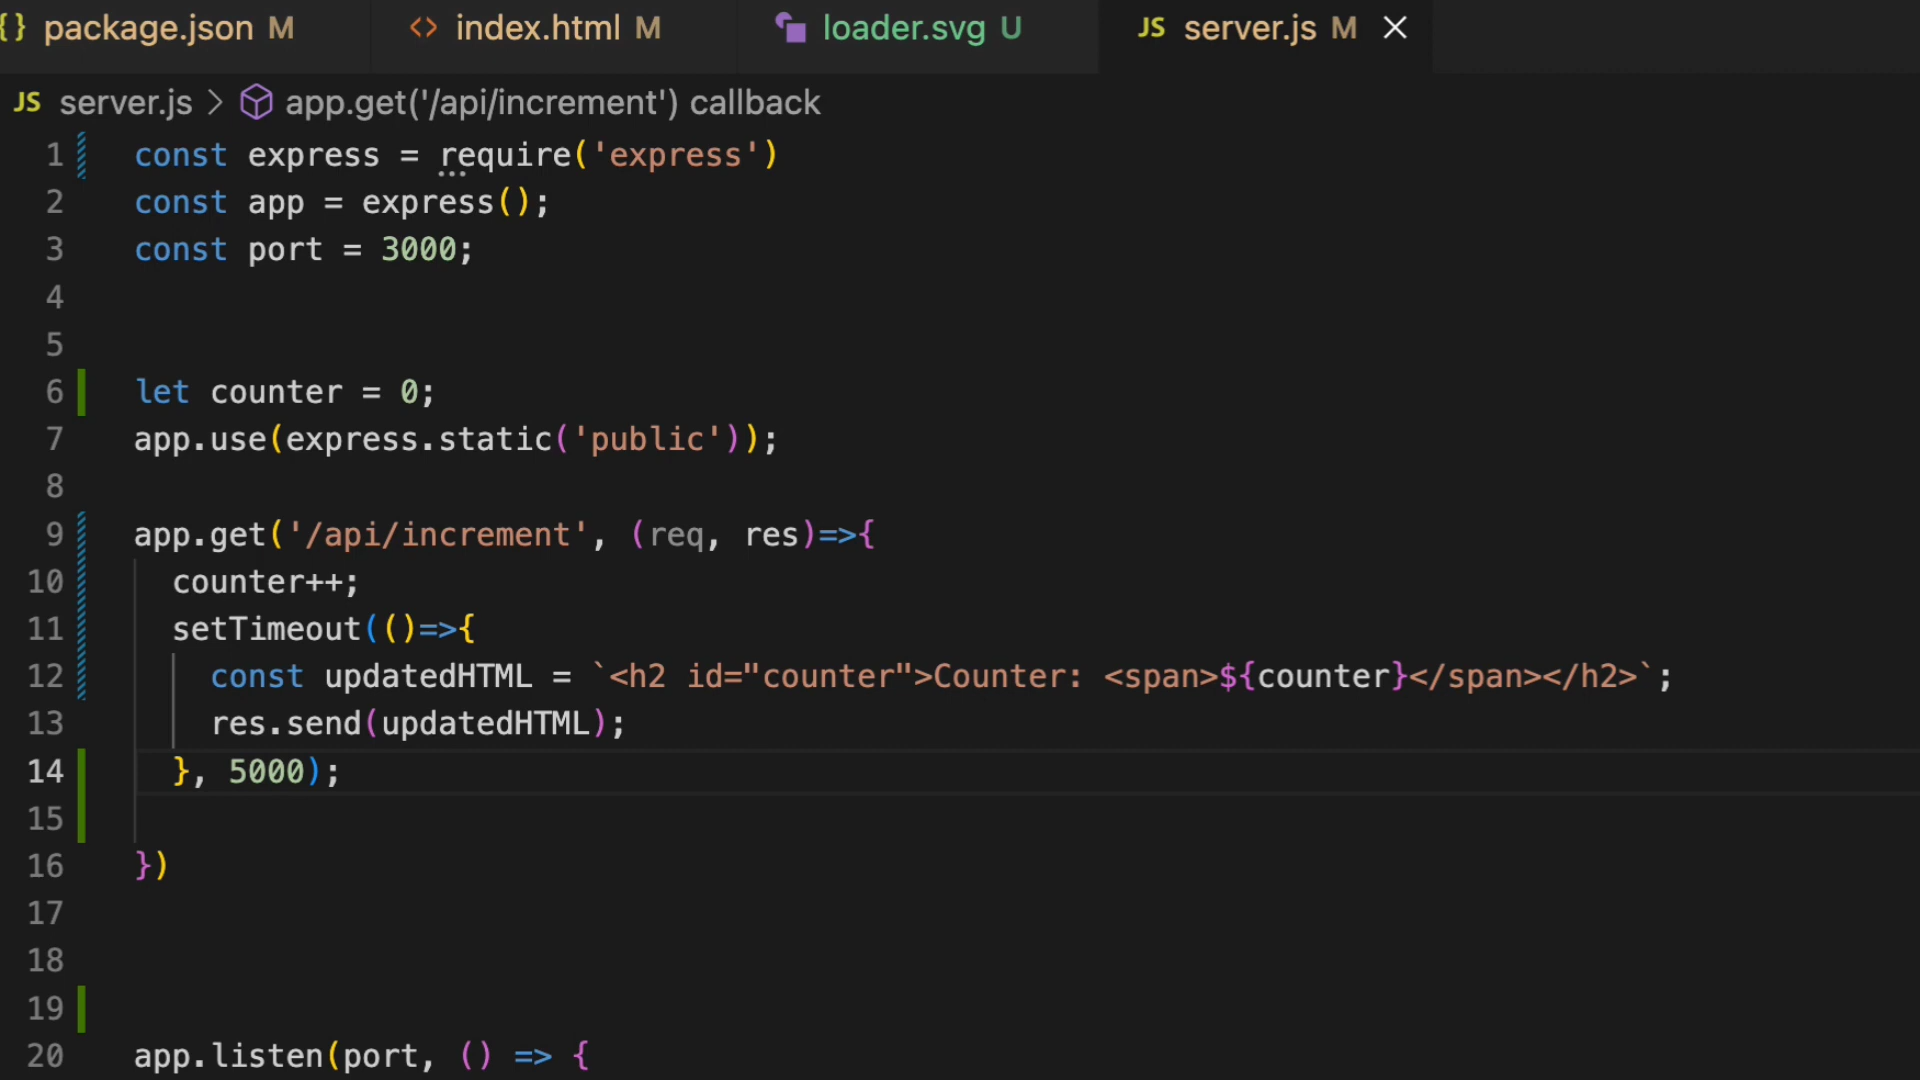 {} package.json M <> index.html M loader.svg U JS server.js M
JS server.js > app.get('/api/increment') callback
1 const express = require('express')
2 const app = express();
3 const port = 3000;
4
5
6 let counter = 0;
7 app.use(express.static('public'));
8
9 app.get('/api/increment', (req, res)=>{
10 counter++;
11 setTimeout(()=>{
12 const updatedHTML = `<h2 id="counter">Counter: <span>${counter}</span></h2>`;
13 res.send(updatedHTML);
14 }, 5000);
15
16 })
17
18
19
20 app.listen(port, () => {